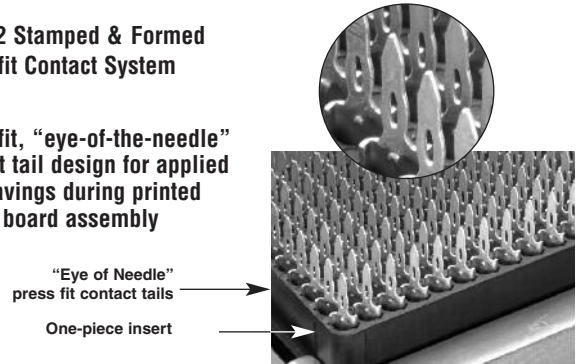 2 Stamped & Formed
fit Contact System
fit, “eye-of-the-needle”
t tail design for applied
avings during printed
board assembly
“Eye of Needle”
press fit contact tails
One-piece insert